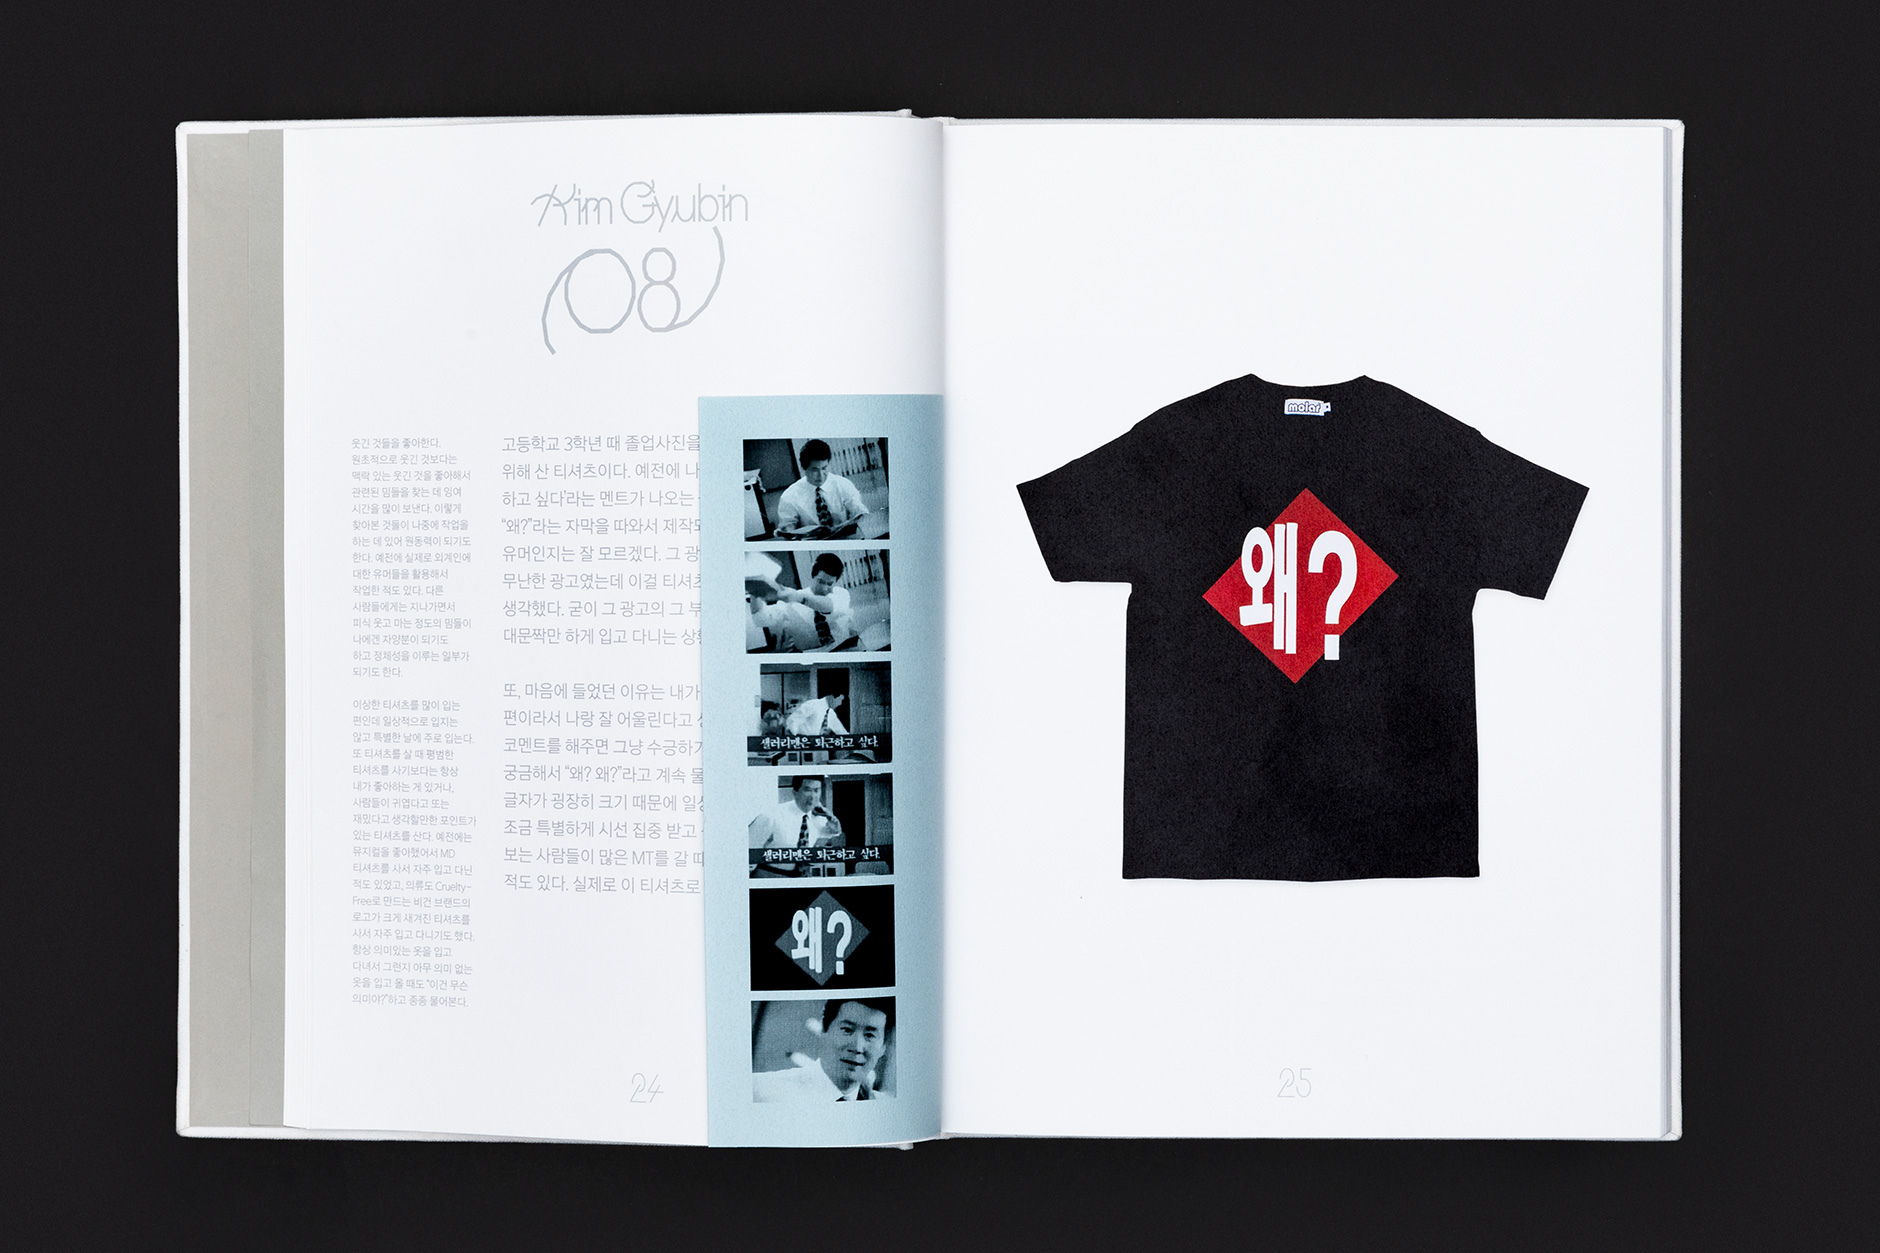 Kim Gyubin
08
웃긴 것들을 좋아한다.
원초적으로 웃긴 것보다는
맥락 있는 웃긴 것을 좋아해서
관련된 밈들을 찾는 데 잉여
시간을 많이 보낸다. 이렇게
찾아본 것들이 나중에 작업을
하는 데 있어 원동력이 되기도
한다. 예전에 실제로 외계인에
대한 유머들을 활용해서
작업한 적도 있다. 다른
사람들에게는 지나가면서
피식 웃고 마는 정도의 밈들이
나에겐 자양분이 되기도
하고 정체성을 이루는 일부가
되기도 한다.
이상한 티셔츠를 많이 입는
편인데 일상적으로 입지는
않고 특별한 날에 주로 입는다.
또 티셔츠를 살 때 평범한
티셔츠를 사기보다는 항상
내가 좋아하는 게 있거나,
사람들이 귀엽다고 또는
재밌다고 생각할만한 포인트가
있는 티셔츠를 산다. 예전에는
뮤지컬을 좋아했어서 MD
티셔츠를 사서 자주 입고 다닌
적도 있었고, 의류도 Cruelty-
Free로 만드는 비건 브랜드의
로고가 크게 새겨진 티셔츠를
사서 자주 입고 다니기도 했다.
항상 의미있는 옷을 입고
다녀서 그런지 아무 의미 없는
옷을 입고 올 때도 "이건 무슨
의미야?"하고 종종 물어본다.
고등학교 3학년 때 졸업사진을
위해 산 티셔츠이다. 예전에
하고 싶다'라는 멘트가 나오는
"왜?"라는 자막을 따와서
유머인지는 잘 모르겠다. 그
무난한 광고였는데 이걸
생각했다. 굳이 그 광고의 그
대문짝만 하게 입고 다니는
또, 마음에 들었던 이유는 내가
편이라서 나랑 잘 어울린다고
코멘트를 해주면 그냥
궁금해서 "왜? 왜?"라고 계속
글자가 굉장히 크기 때문에
조금 특별하게 시선 집중 받고
보는 사람들이 많은 MT를 갈
적도 있다. 실제로 이 티셔츠로
샐러리맨은 퇴근하고 싶다.
샐러리맨은 퇴근하고 싶다.
왜?
24
molar
왜?
25